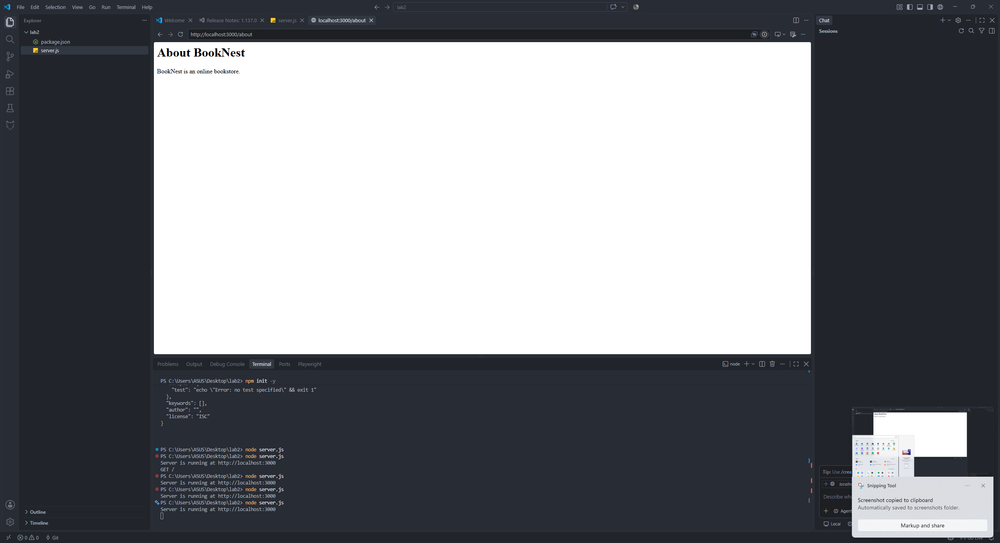 File Edit Selection View Go Run Terminal Help
lab2
Explorer
lab2
package.json
server.js
Outline
Timeline
Welcome
Release Notes: 1.137.0
server.js
localhost:3000/about
http://localhost:3000/about
About BookNest
BookNest is an online bookstore.
Problems Output Debug Console Terminal Ports Playwright
node
PS C:\Users\ASUS\Desktop\lab2> npm init -y
"test": "echo \"Error: no test specified\" && exit 1"
},
"keywords": [],
"author": "",
"license": "ISC"
}
PS C:\Users\ASUS\Desktop\lab2> node server.js
PS C:\Users\ASUS\Desktop\lab2> node server.js
Server is running at http://localhost:3000
GET /
PS C:\Users\ASUS\Desktop\lab2> node server.js
Server is running at http://localhost:3000
PS C:\Users\ASUS\Desktop\lab2> node server.js
Server is running at http://localhost:3000
PS C:\Users\ASUS\Desktop\lab2> node server.js
Server is running at http://localhost:3000
Chat
Sessions
About BookNest
Tip: Use /crea
localho
Describe wha
Agent
Local
Snipping Tool
Screenshot copied to clipboard
Automatically saved to screenshots folder.
Markup and share
0 0 Git
Go Live